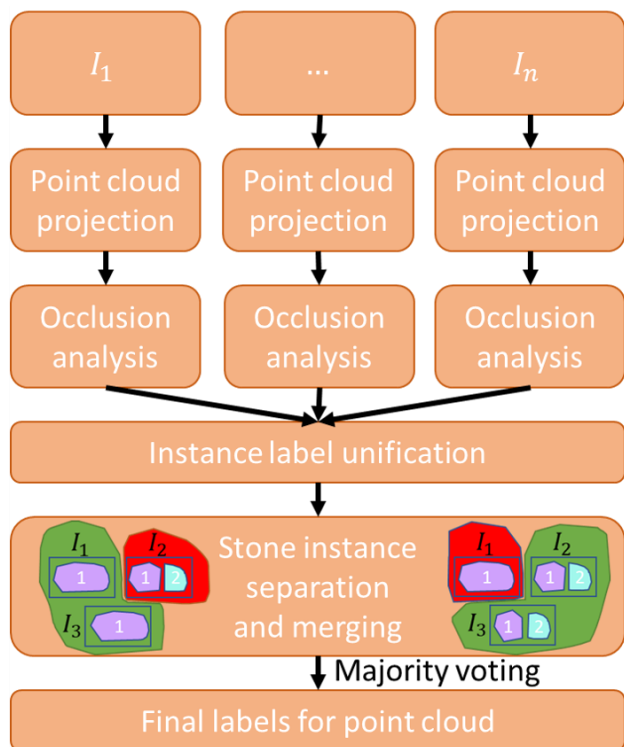 I₁
...
Iₙ
Point cloud
projection
Point cloud
projection
Point cloud
projection
Occlusion
analysis
Occlusion
analysis
Occlusion
analysis
Instance label unification
I₁
1
I₂
1 2
I₃
1
Stone instance
separation
and merging
I₁
1
I₂
1 2
I₃
1 2
Majority voting
Final labels for point cloud